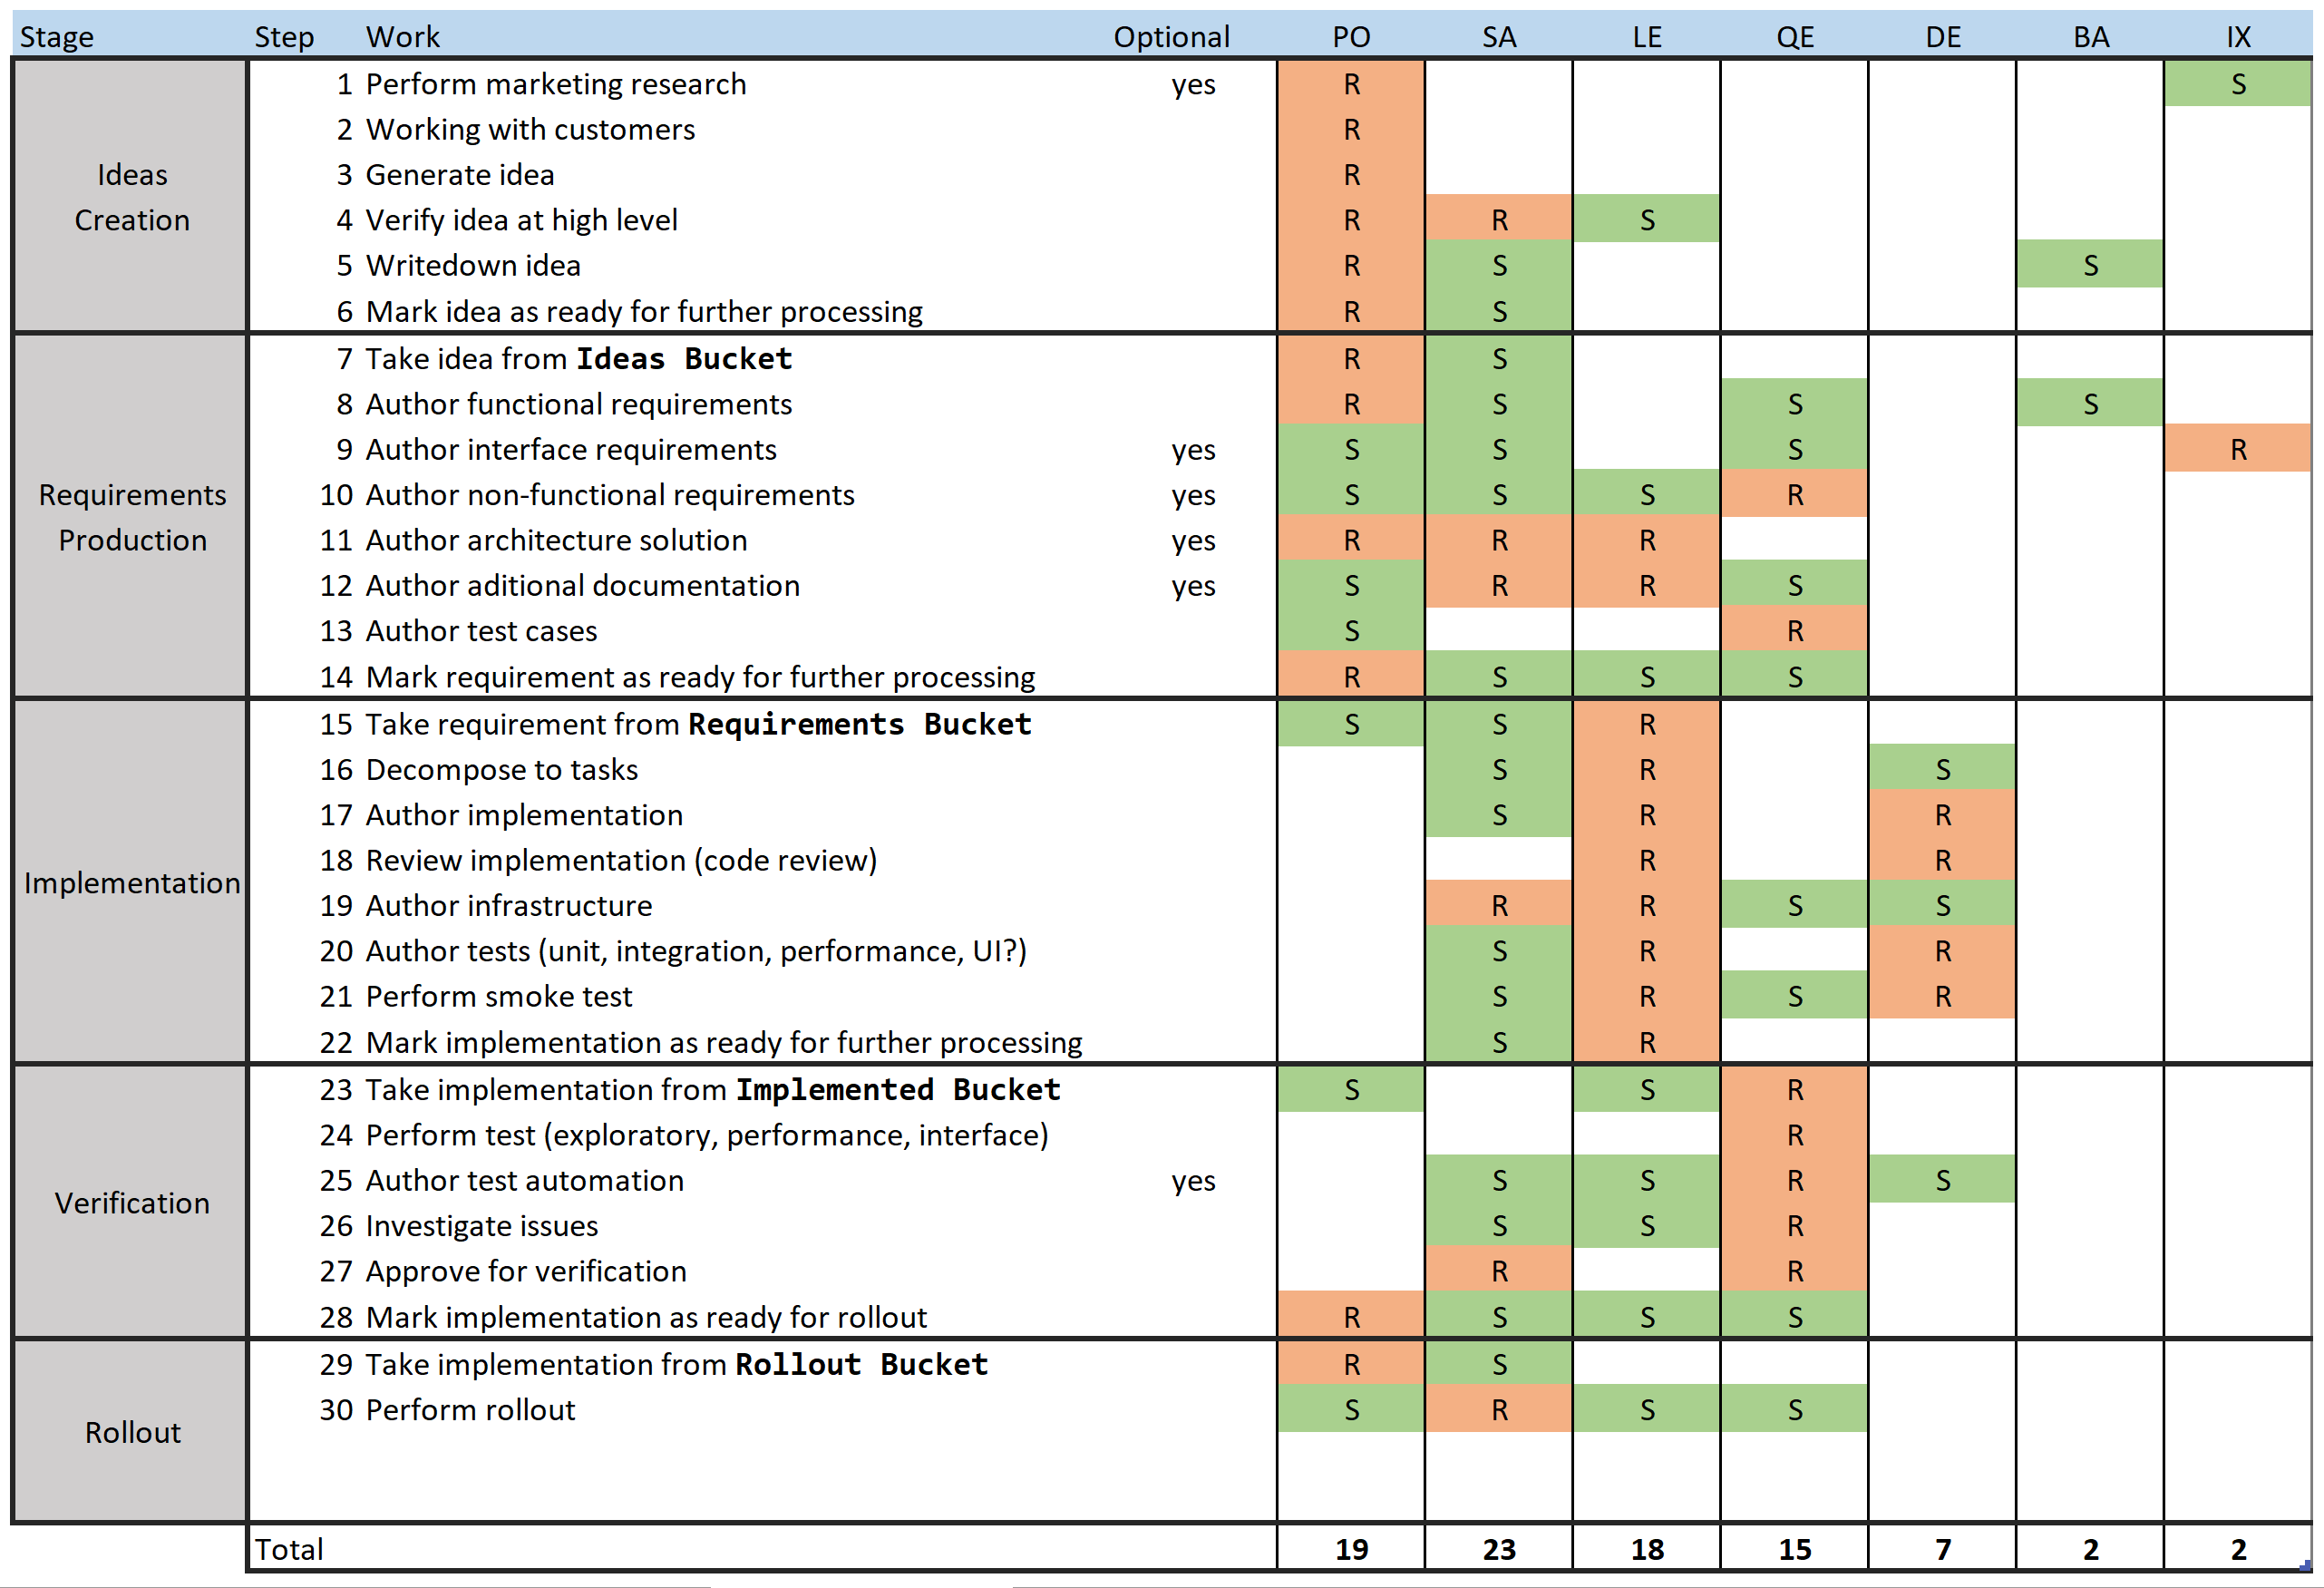 Stage Step Work Optional PO SA LE QE DE BA IX
Ideas Creation
1 Perform marketing research yes R S
2 Working with customers R
3 Generate idea R
4 Verify idea at high level R R S
5 Writedown idea R S S
6 Mark idea as ready for further processing R S
Requirements Production
7 Take idea from Ideas Bucket R S
8 Author functional requirements R S S S
9 Author interface requirements yes S S S R
10 Author non-functional requirements yes S S S R
11 Author architecture solution yes R R R
12 Author aditional documentation yes S R R S
13 Author test cases S R
14 Mark requirement as ready for further processing R S S S
Implementation
15 Take requirement from Requirements Bucket S S R
16 Decompose to tasks S R S
17 Author implementation S R R
18 Review implementation (code review) R R
19 Author infrastructure R R S S
20 Author tests (unit, integration, performance, UI?) S R R
21 Perform smoke test S R S R
22 Mark implementation as ready for further processing S R
Verification
23 Take implementation from Implemented Bucket S S R
24 Perform test (exploratory, performance, interface) R
25 Author test automation yes S S R S
26 Investigate issues S S R
27 Approve for verification R R
28 Mark implementation as ready for rollout R S S S
Rollout
29 Take implementation from Rollout Bucket R S
30 Perform rollout S R S S
Total 19 23 18 15 7 2 2